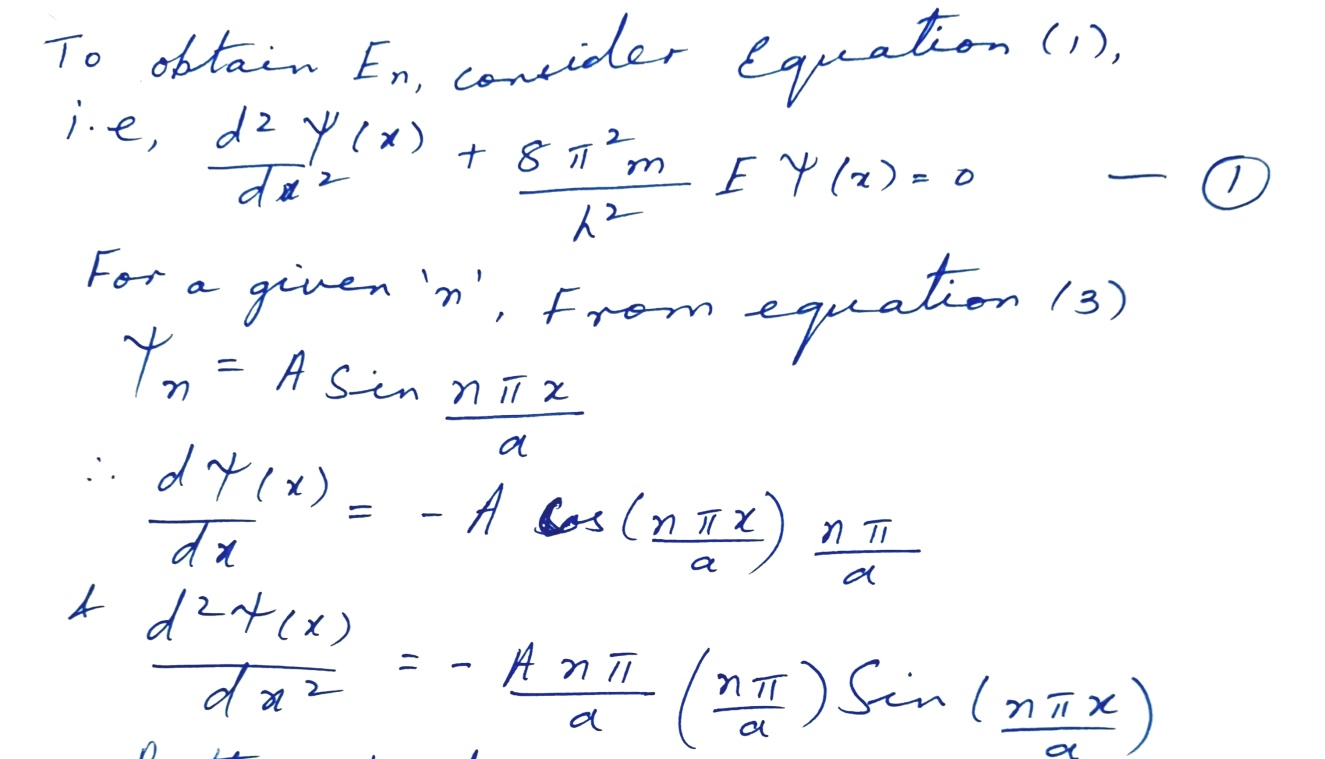 To obtain En, consider Equation (1),
i.e, d²Ψ(x)/dx² + 8π²m/h² E Ψ(x) = 0 — ①
For a given 'n', From equation (3)
Ψn = A Sin nπx/a
∴ dΨ(x)/dx = - A Cos(nπx/a) nπ/a
& d²Ψ(x)/dx² = - Anπ/a (nπ/a) Sin(nπx/a)